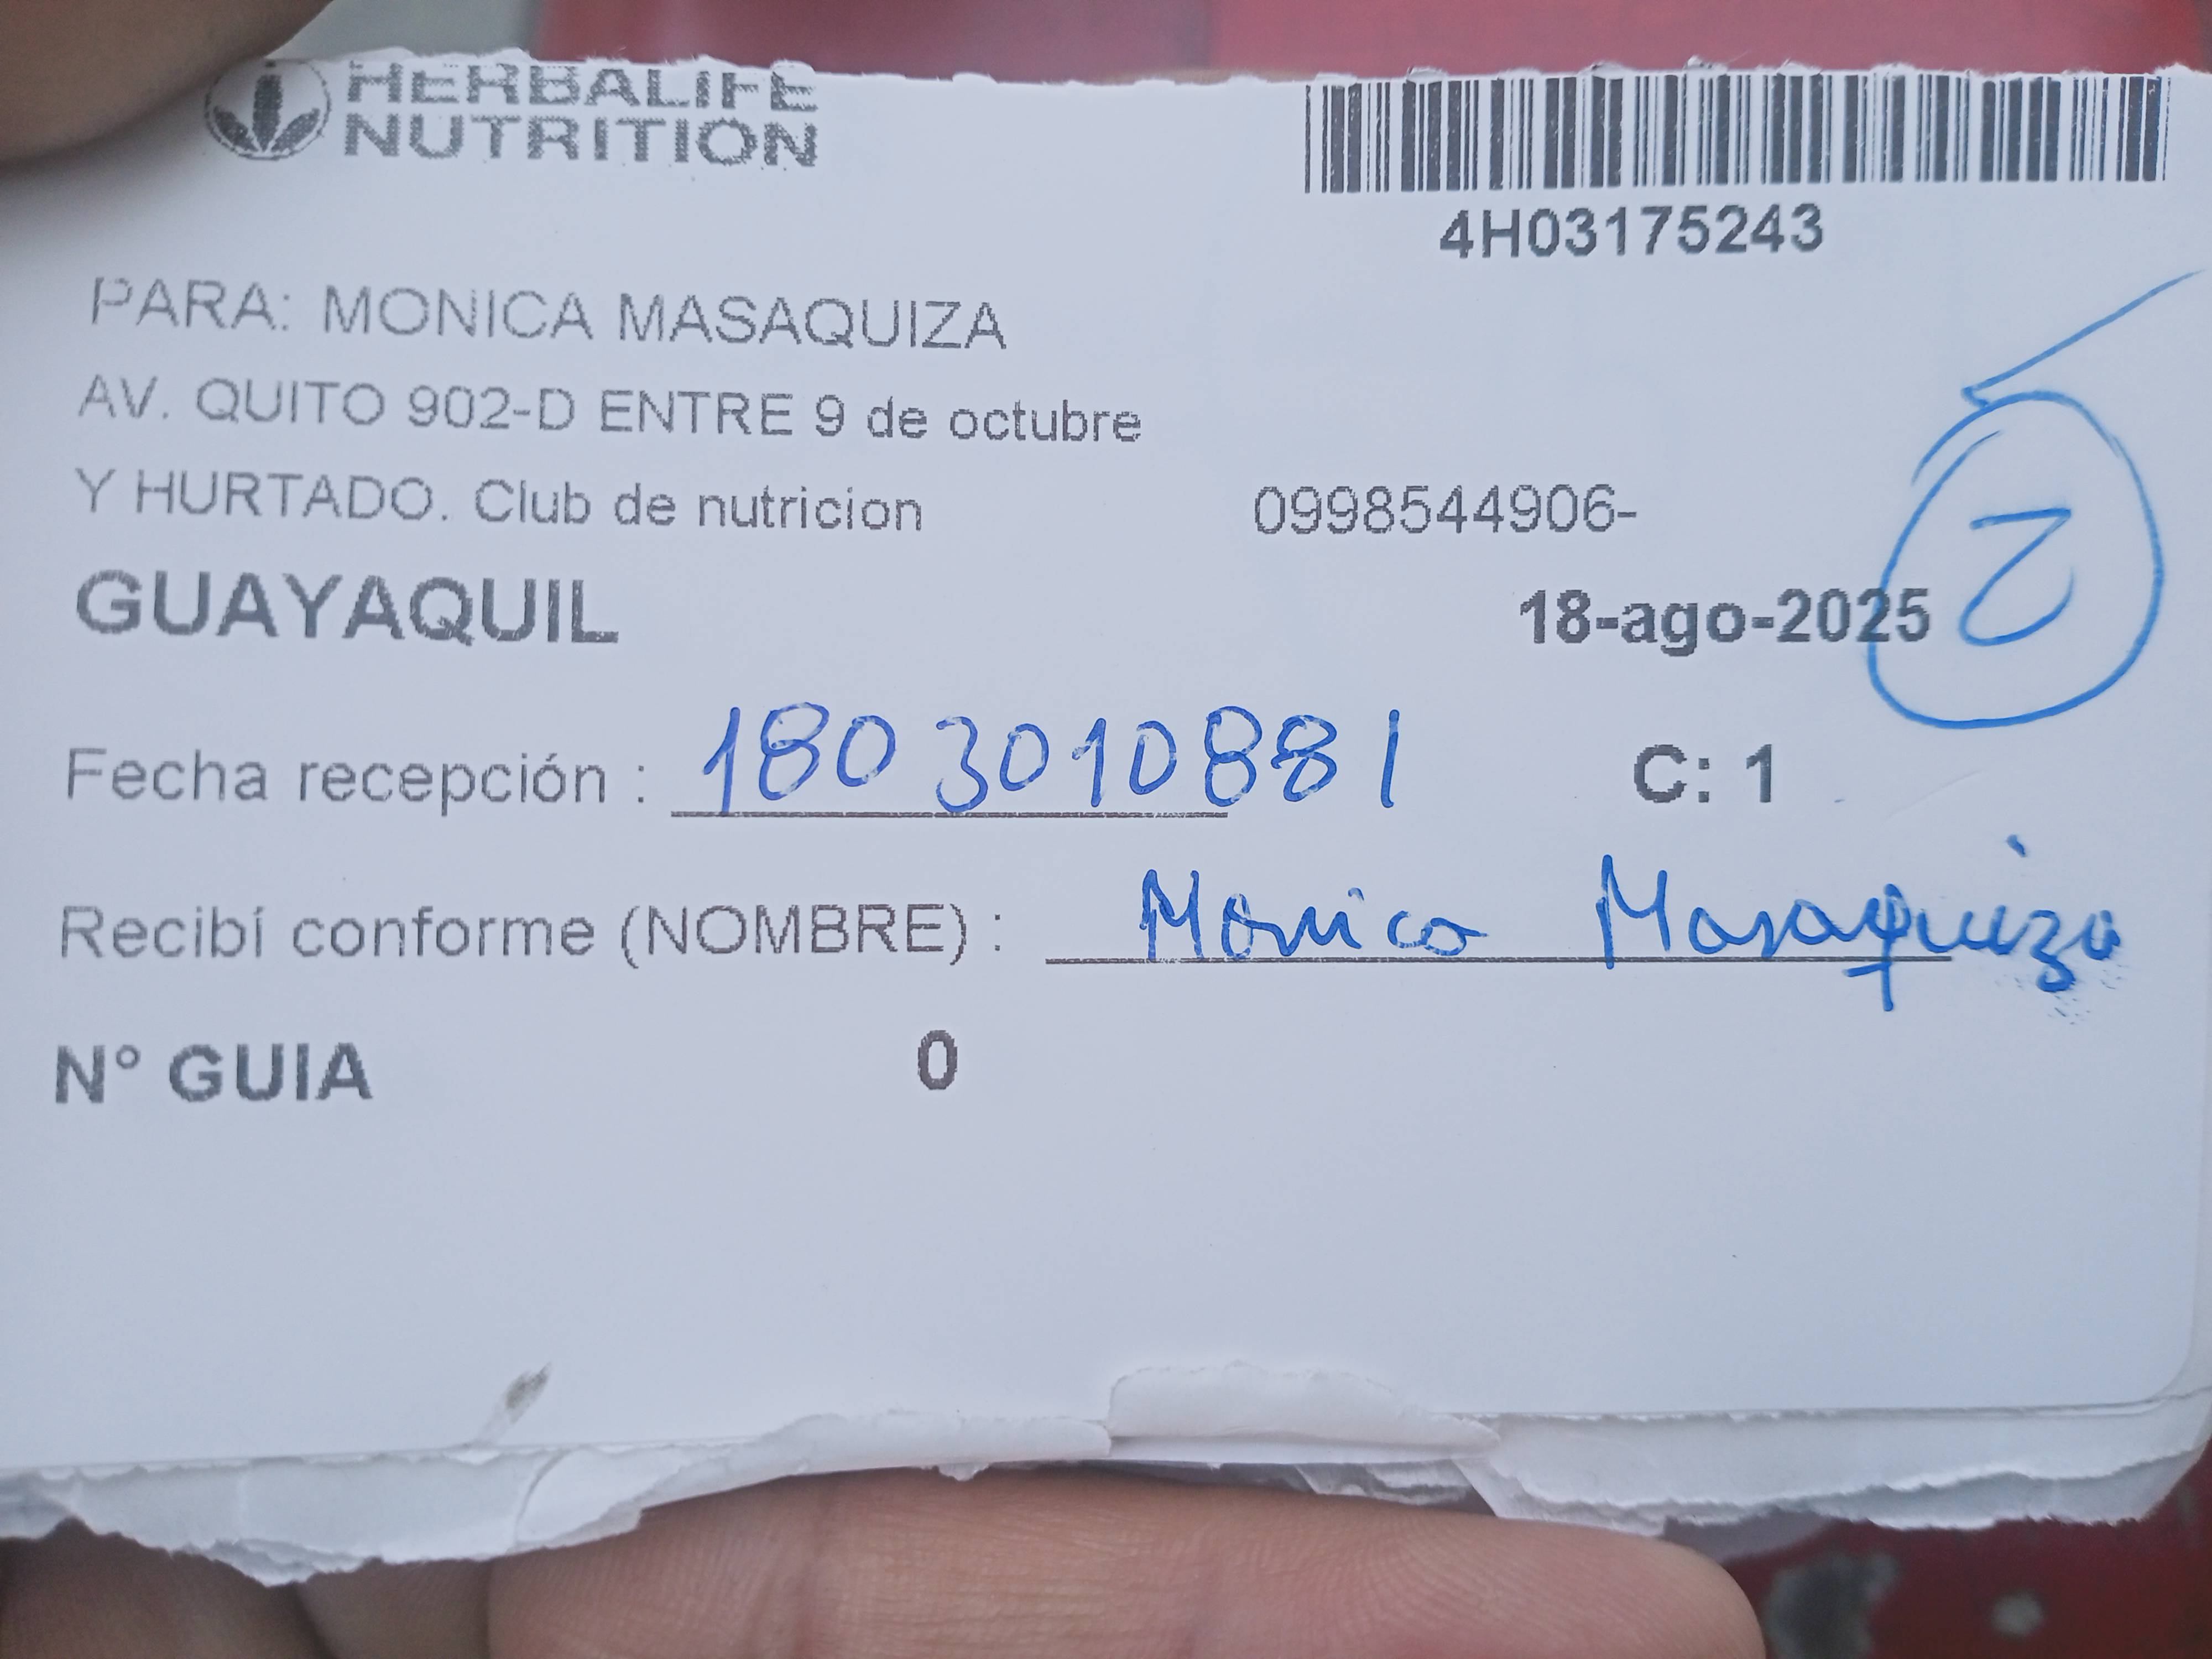 HERBALIFE
NUTRITION
4H03175243
PARA: MONICA MASAQUIZA
AV. QUITO 902-D ENTRE 9 de octubre
Y HURTADO. Club de nutricion 0998544906-
GUAYAQUIL 18-ago-2025
2
Fecha recepción : 1803010881 C: 1
Recibí conforme (NOMBRE) : Monica Masaquiza
N° GUIA 0